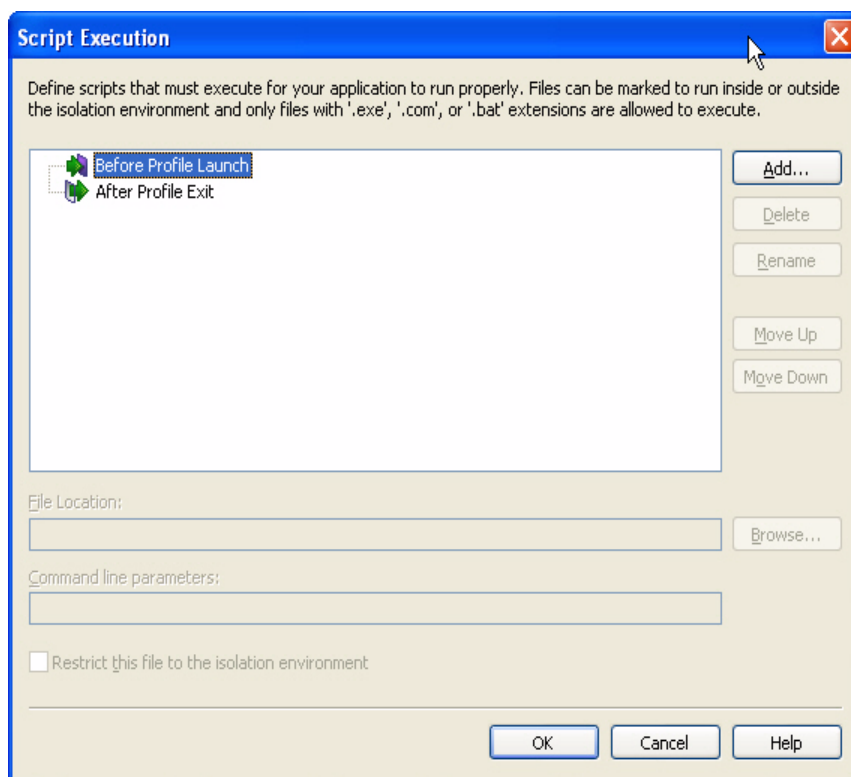 Script Execution
Define scripts that must execute for your application to run properly. Files can be marked to run inside or outside
the isolation environment and only files with '.exe', '.com', or '.bat' extensions are allowed to execute.
Before Profile Launch
After Profile Exit
Add...
Delete
Rename
Move Up
Move Down
File Location:
Browse...
Command line parameters:
Restrict this file to the isolation environment
OK
Cancel
Help